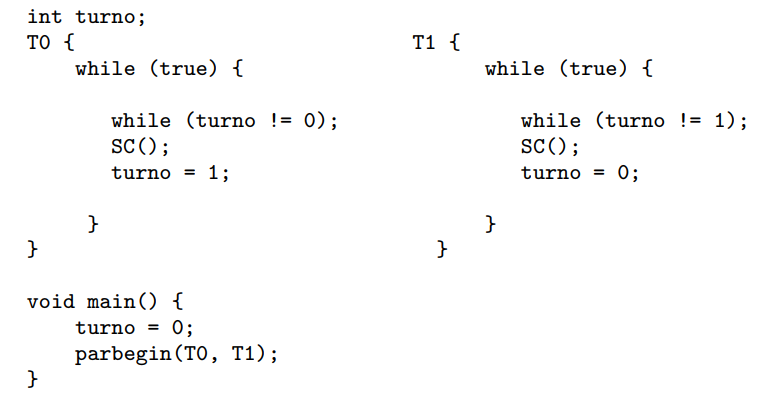 int turno;
T0 {                              T1 {
    while (true) {                      while (true) {
       while (turno != 0);                 while (turno != 1);
       SC();                               SC();
       turno = 1;                          turno = 0;
     }                                  }
}                                   }
void main() {
    turno = 0;
    parbegin(T0, T1);
}